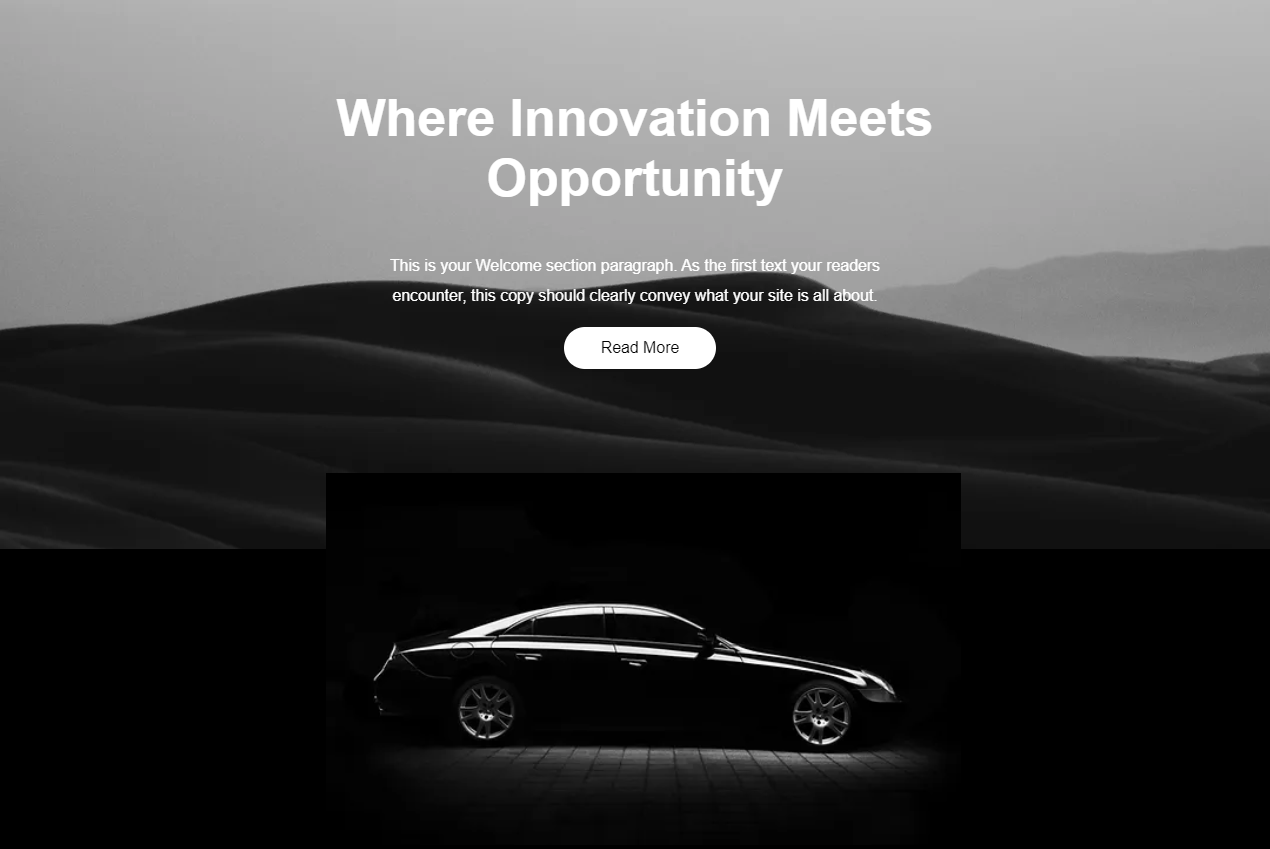 Where Innovation Meets
Opportunity
This is your Welcome section paragraph. As the first text your readers
encounter, this copy should clearly convey what your site is all about.
Read More